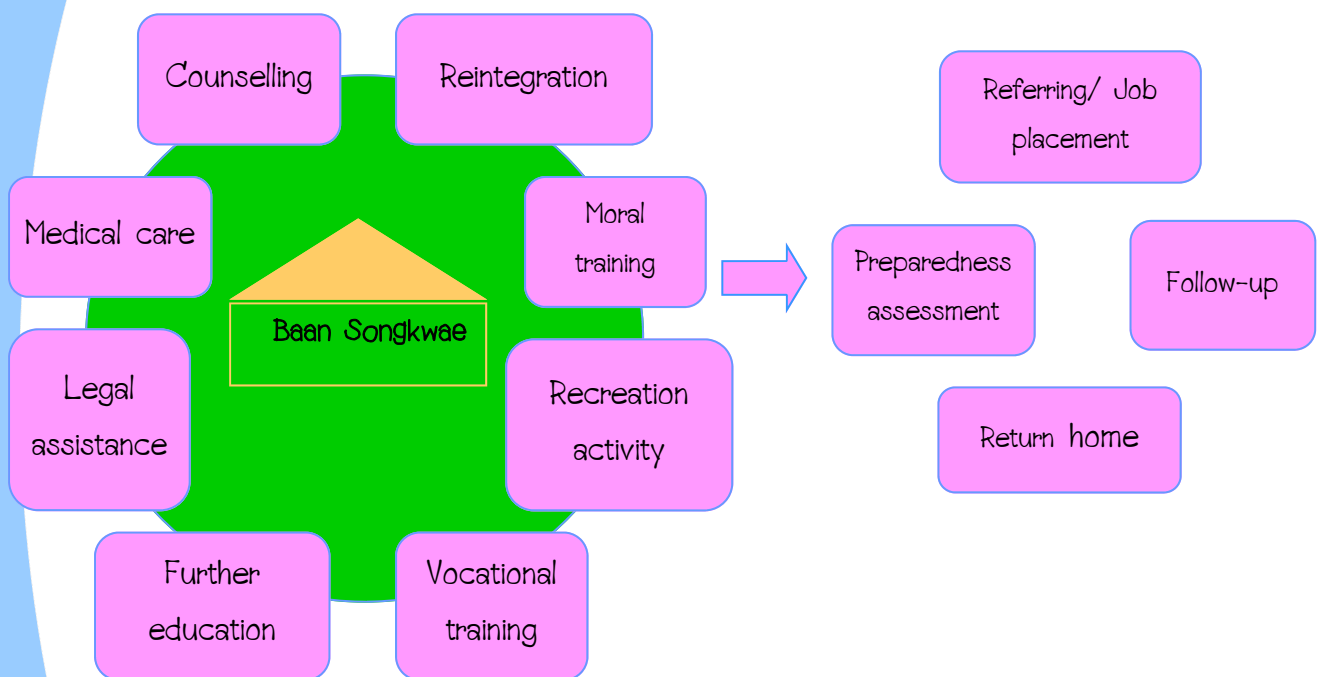 Counselling
Reintegration
Referring/ Job
placement
Medical care
Moral
training
Preparedness
assessment
Follow-up
Baan Songkwae
Legal
assistance
Recreation
activity
Return home
Further
education
Vocational
training